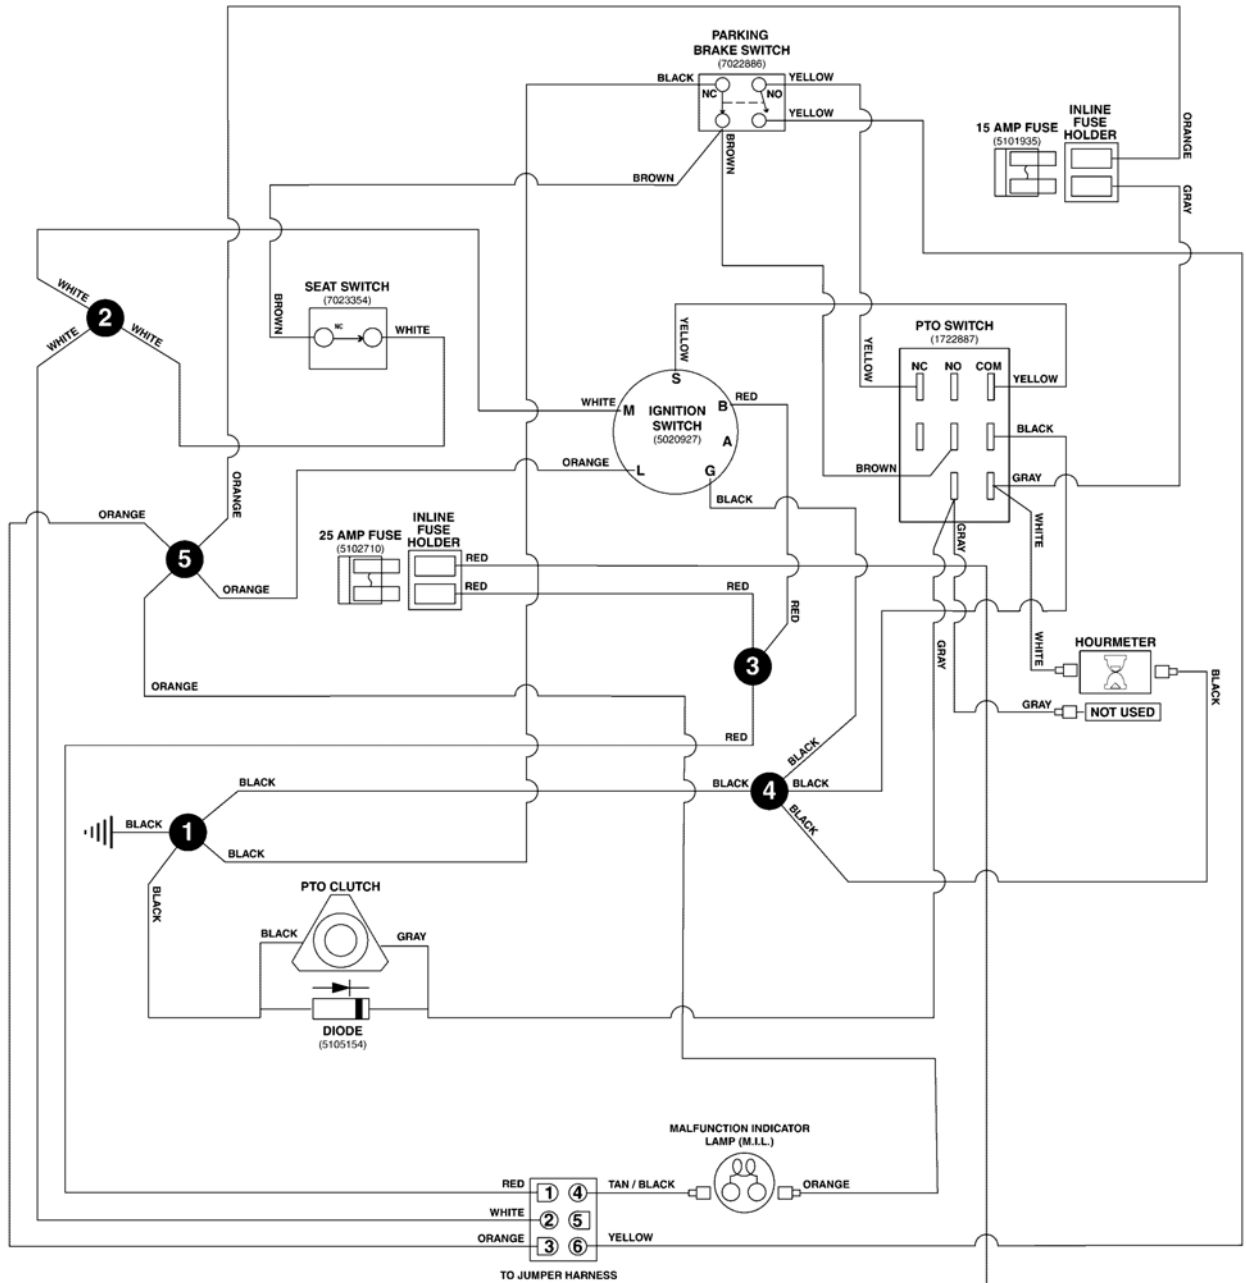 PARKING
BRAKE SWITCH
(7022886)
BLACK
YELLOW
NC
NO
YELLOW
BROWN
BROWN
15 AMP FUSE
(5101935)
INLINE
FUSE
HOLDER
ORANGE
GRAY
WHITE
2
WHITE
WHITE
SEAT SWITCH
(7023354)
BROWN
NC
WHITE
YELLOW
S
WHITE
M
IGNITION
SWITCH
(5020927)
B
RED
A
ORANGE
L
G
BLACK
PTO SWITCH
(1722887)
YELLOW
NC
NO
COM
YELLOW
BLACK
BROWN
GRAY
GRAY
WHITE
ORANGE
ORANGE
5
ORANGE
25 AMP FUSE
(5102710)
INLINE
FUSE
HOLDER
RED
RED
RED
RED
3
ORANGE
RED
GRAY
WHITE
HOURMETER
BLACK
GRAY
NOT USED
BLACK
BLACK
BLACK
4
BLACK
BLACK
BLACK
1
BLACK
BLACK
PTO CLUTCH
BLACK
GRAY
DIODE
(5105154)
MALFUNCTION INDICATOR
LAMP (M.I.L.)
RED
1
4
TAN / BLACK
ORANGE
WHITE
2
5
ORANGE
3
6
YELLOW
TO JUMPER HARNESS